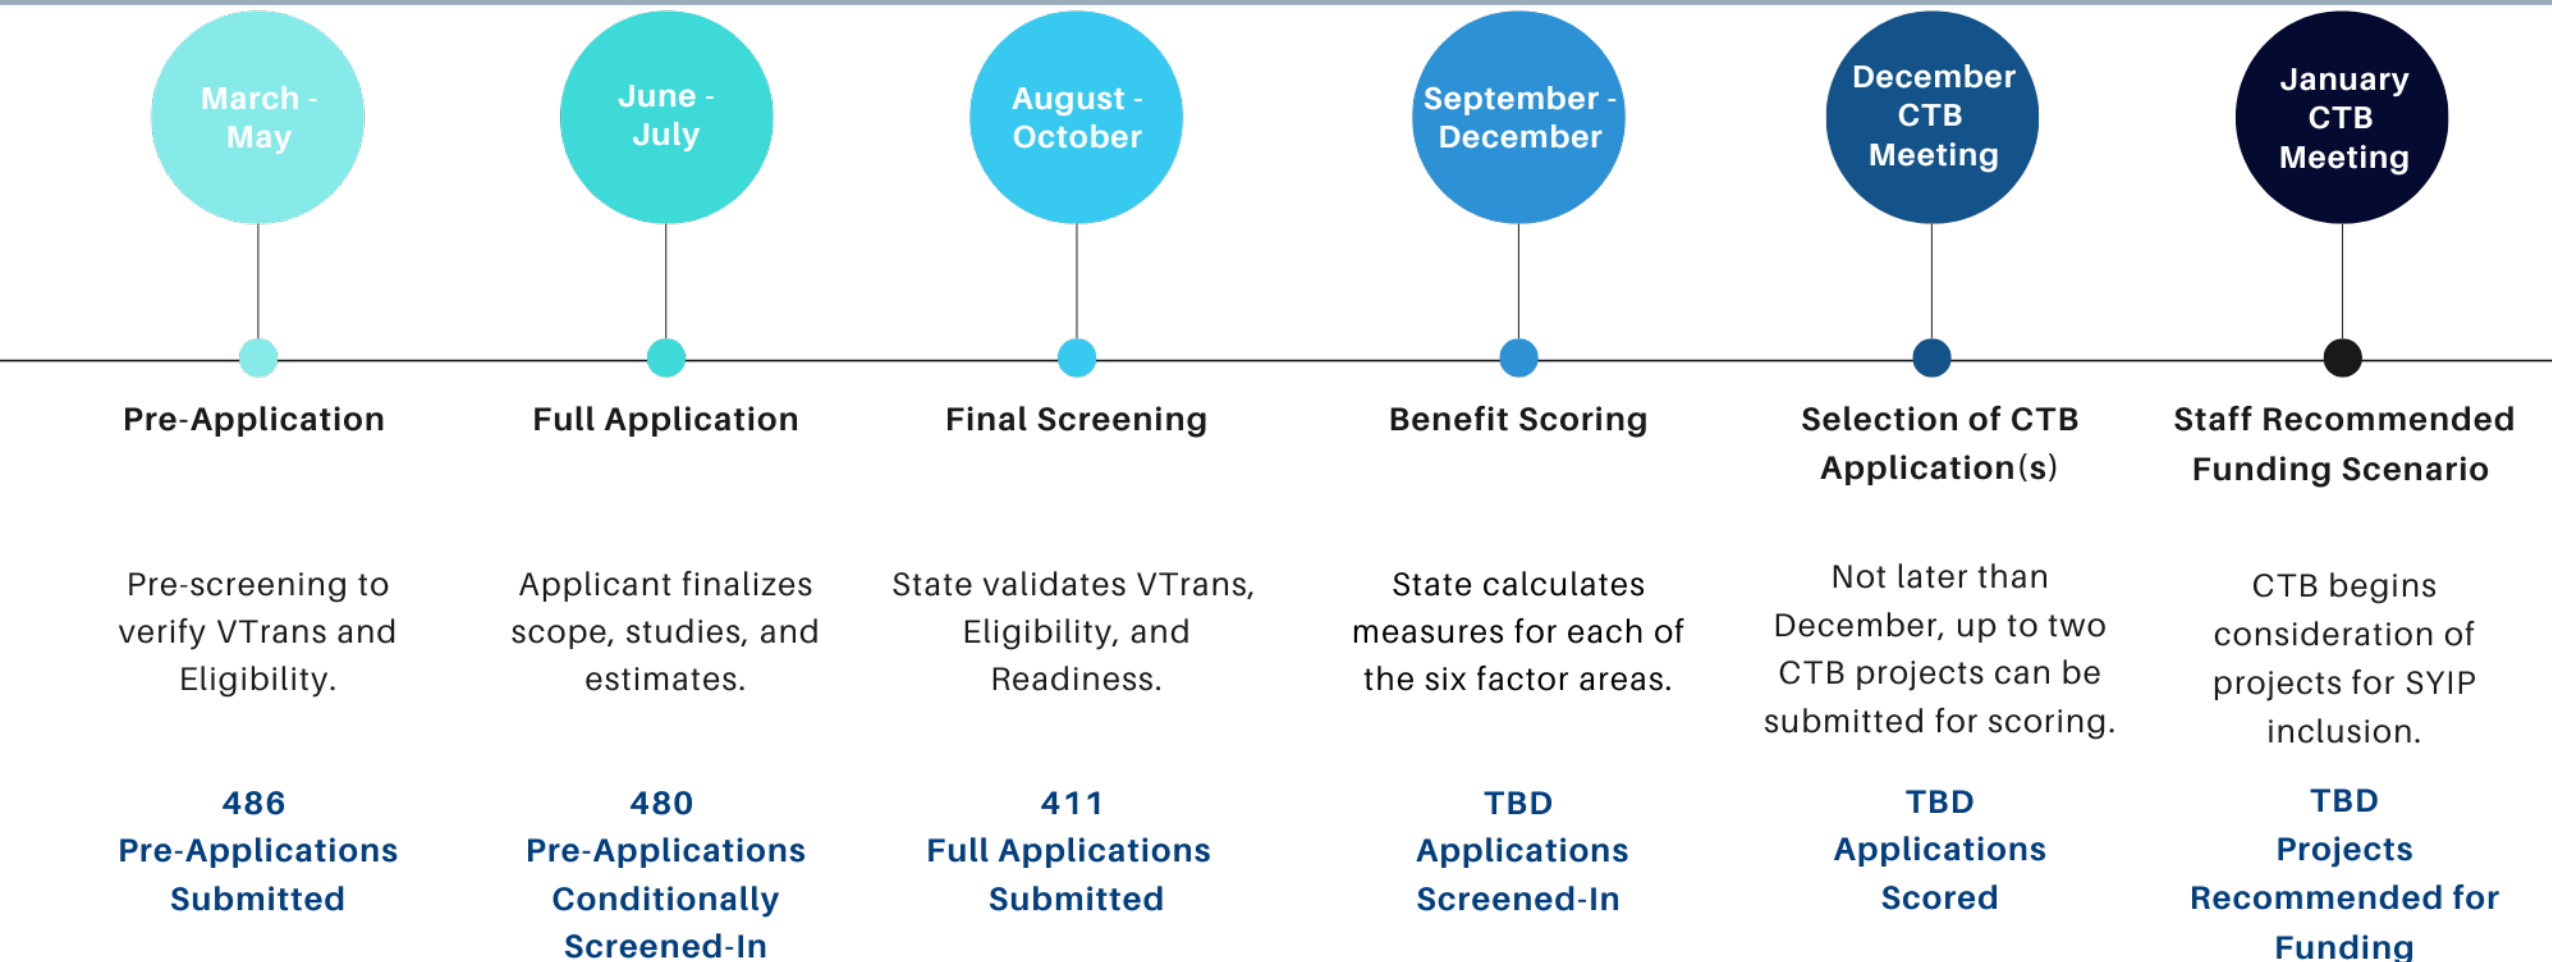 March -
May
June -
July
August -
October
September -
December
December
CTB
Meeting
January
CTB
Meeting
Pre-Application
Full Application
Final Screening
Benefit Scoring
Selection of CTB
Application(s)
Staff Recommended
Funding Scenario
Pre-screening to
verify VTrans and
Eligibility.
Applicant finalizes
scope, studies, and
estimates.
State validates VTrans,
Eligibility, and
Readiness.
State calculates
measures for each of
the six factor areas.
Not later than
December, up to two
CTB projects can be
submitted for scoring.
CTB begins
consideration of
projects for SYIP
inclusion.
486
Pre-Applications
Submitted
480
Pre-Applications
Conditionally
Screened-In
411
Full Applications
Submitted
TBD
Applications
Screened-In
TBD
Applications
Scored
TBD
Projects
Recommended for
Funding